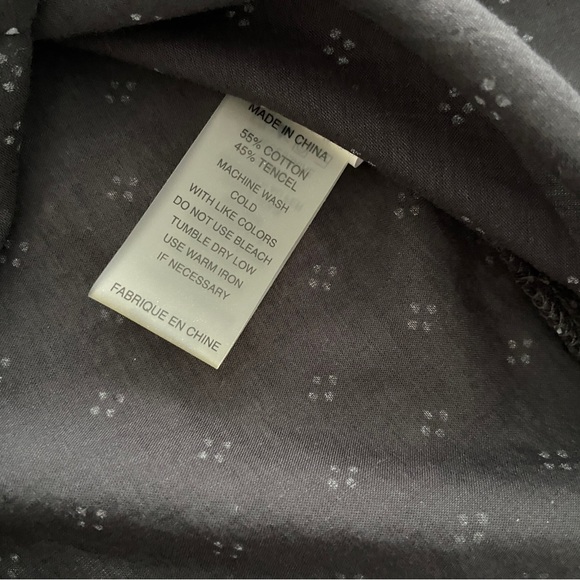 MADE IN CHINA
55% COTTON
45% TENCEL
MACHINE WASH
COLD
WITH LIKE COLORS
DO NOT USE BLEACH
TUMBLE DRY LOW
USE WARM IRON
IF NECESSARY
FABRIQUE EN CHINE